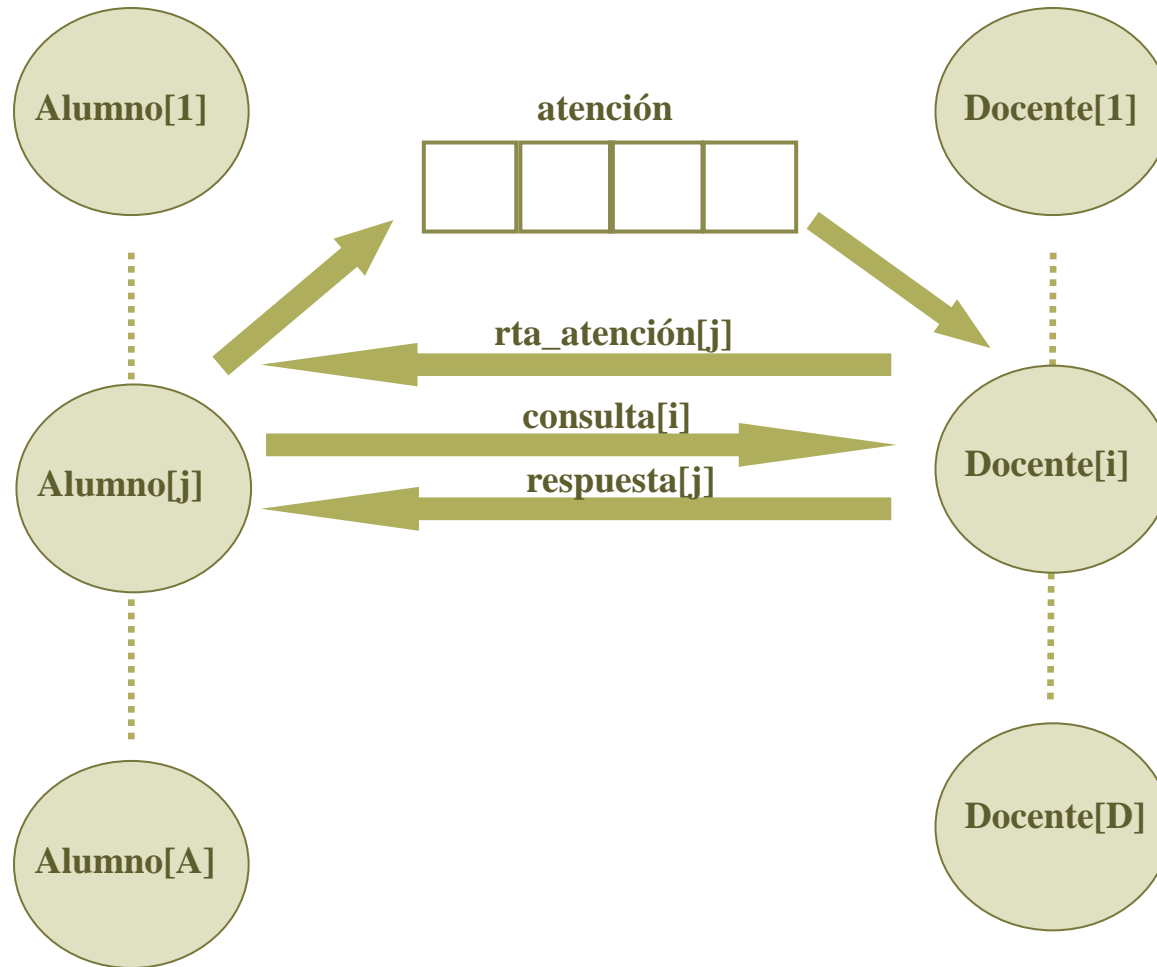 Alumno[1]
atención
Docente[1]
rta_atención[j]
consulta[i]
Alumno[j]
respuesta[j]
Docente[i]
Alumno[A]
Docente[D]